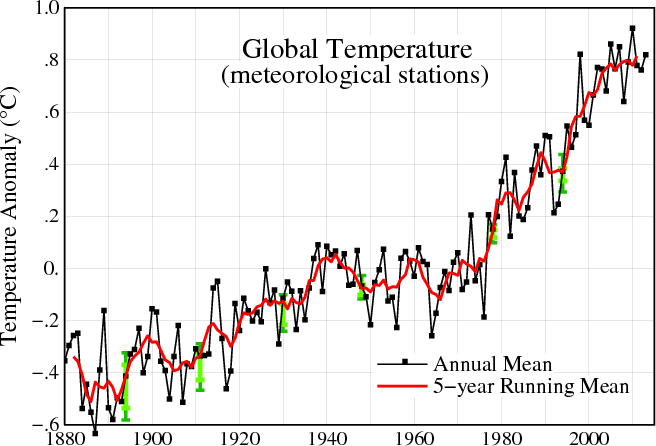 Global Temperature
(meteorological stations)
Temperature Anomaly (°C)
1.0
.8
.6
.4
.2
0.
−.2
−.4
−.6
Annual Mean
5−year Running Mean
1880 1900 1920 1940 1960 1980 2000